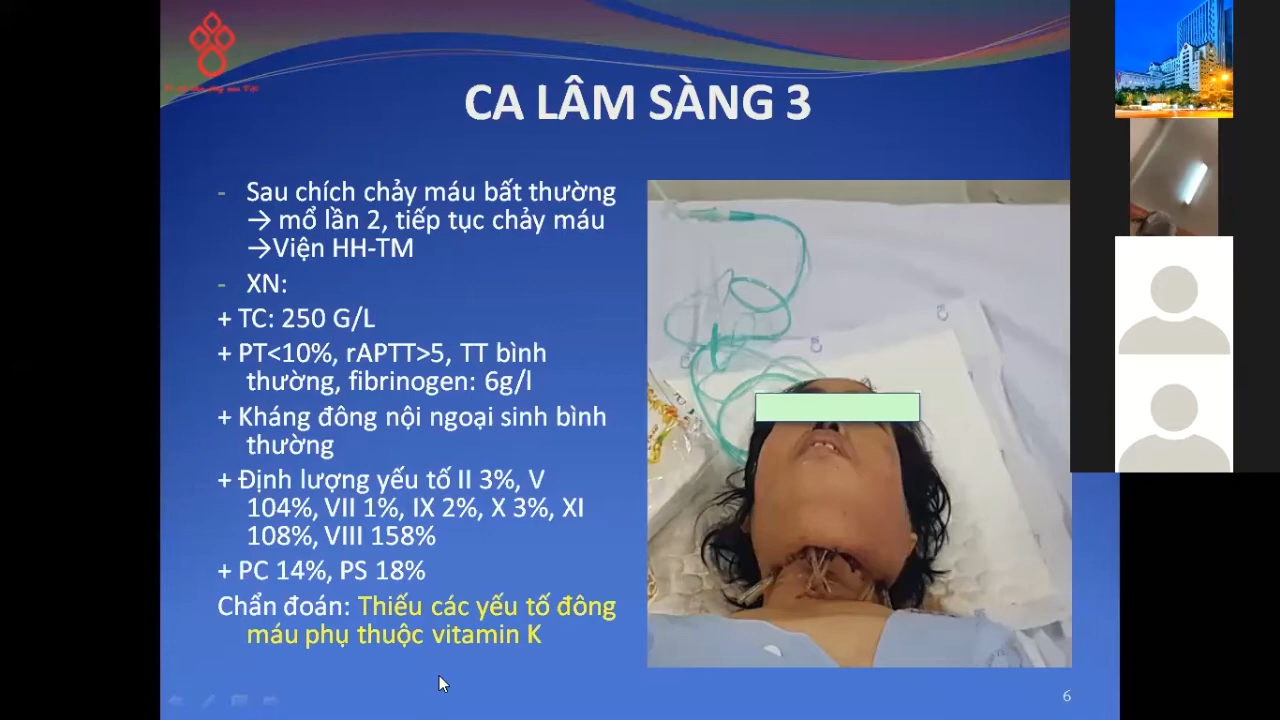 CA LÂM SÀNG 3
- Sau chích chảy máu bất thường
→ mổ lần 2, tiếp tục chảy máu
→Viện HH-TM
- XN:
+ TC: 250 G/L
+ PT<10%, rAPTT>5, TT bình
thường, fibrinogen: 6g/l
+ Kháng đông nội ngoại sinh bình
thường
+ Định lượng yếu tố II 3%, V
104%, VII 1%, IX 2%, X 3%, XI
108%, VIII 158%
+ PC 14%, PS 18%
Chẩn đoán: Thiếu các yếu tố đông
máu phụ thuộc vitamin K
6